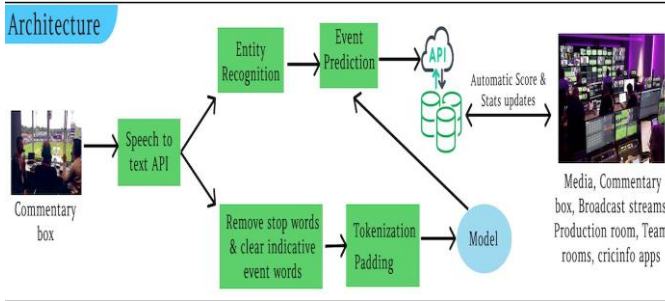 Architecture
Entity
Recognition
Event
Prediction
API
Automatic Score &
Stats updates
Speech to
text API
Commentary
box
Remove stop words
& clear indicative
event words
Tokenization
Padding
Model
Media, Commentary
box, Broadcast streams
Production room, Team
rooms, cricinfo apps